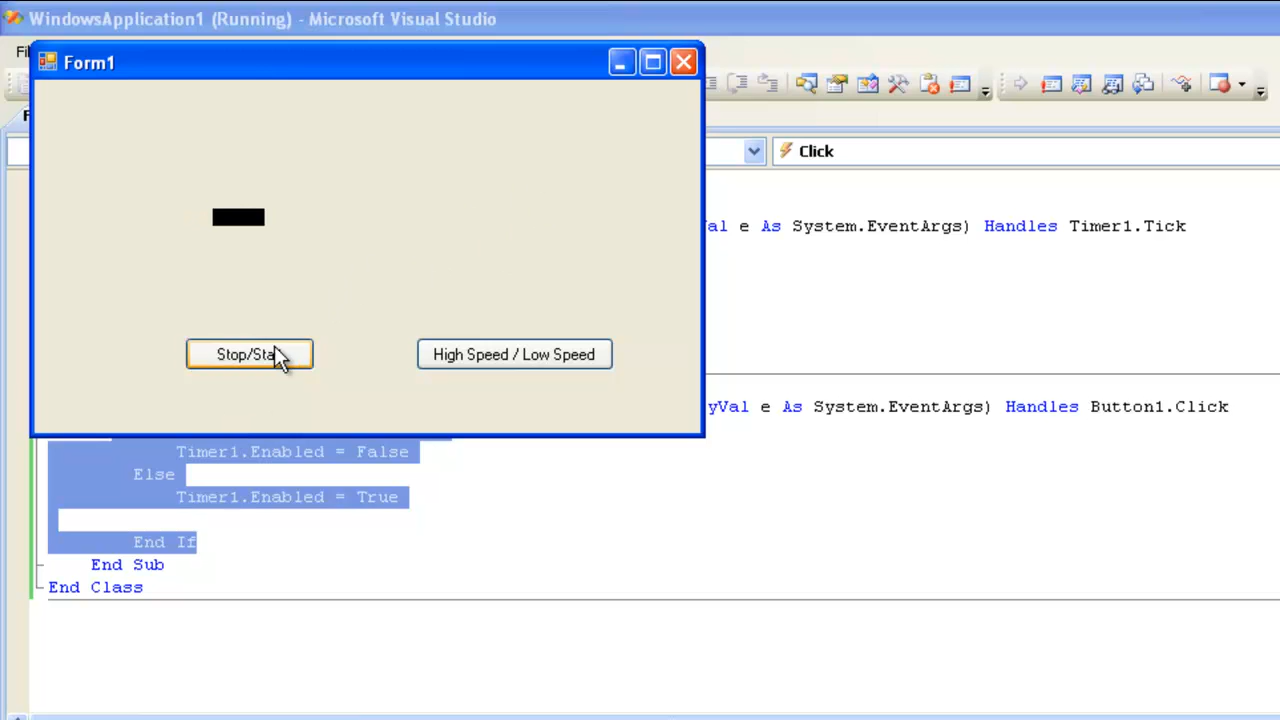 WindowsApplication1 (Running) - Microsoft Visual Studio
Form1
Click
e As System.EventArgs) Handles Timer1.Tick
Stop/Sta
High Speed / Low Speed
yVal e As System.EventArgs) Handles Button1.Click
Timer1.Enabled = False
Else
Timer1.Enabled = True
End If
End Sub
End Class